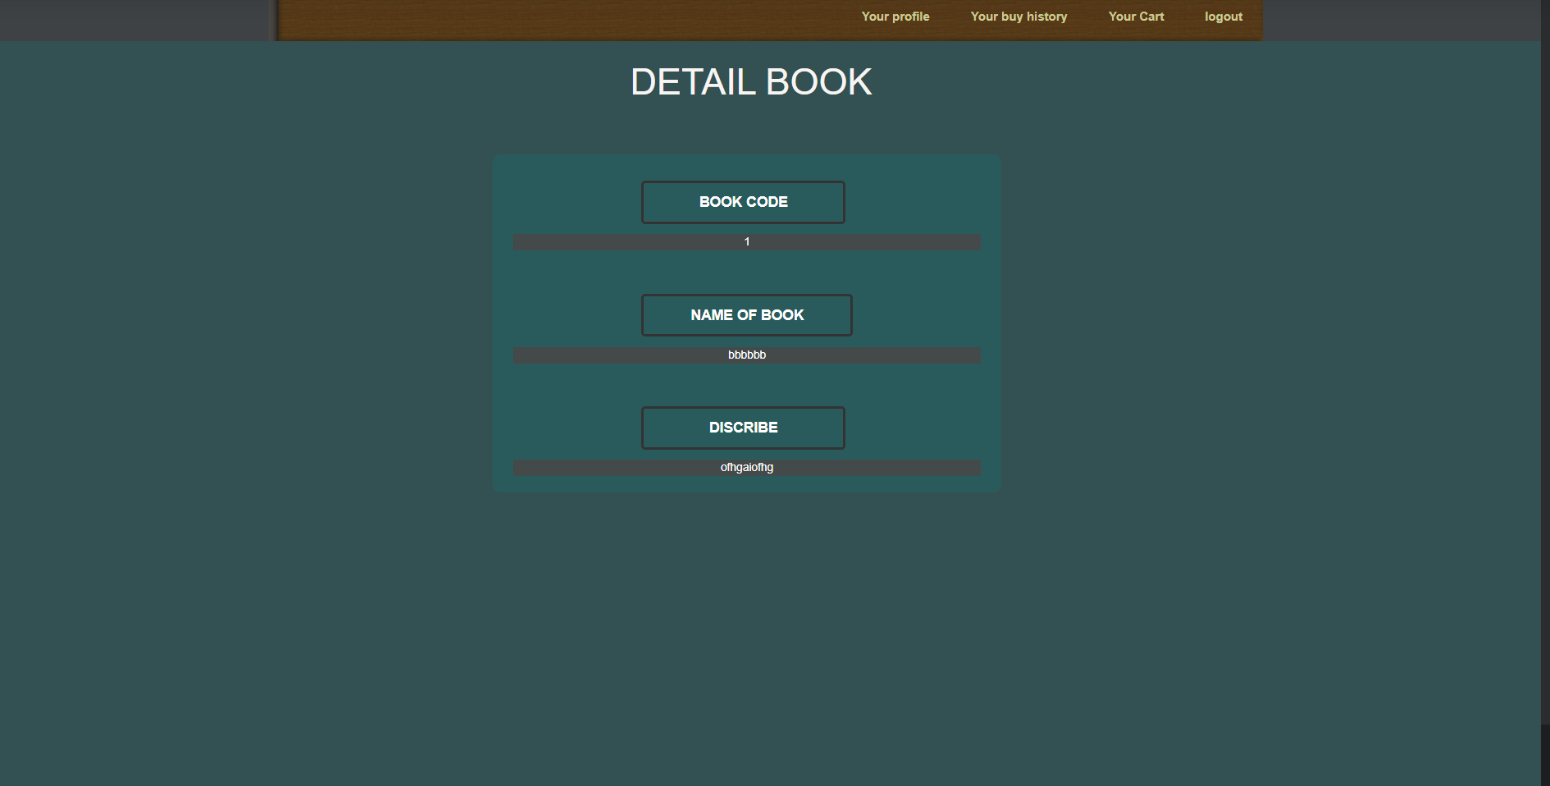 Your profile Your buy history Your Cart logout
DETAIL BOOK
BOOK CODE
1
NAME OF BOOK
bbbbbb
DISCRIBE
ofhgaiofhg